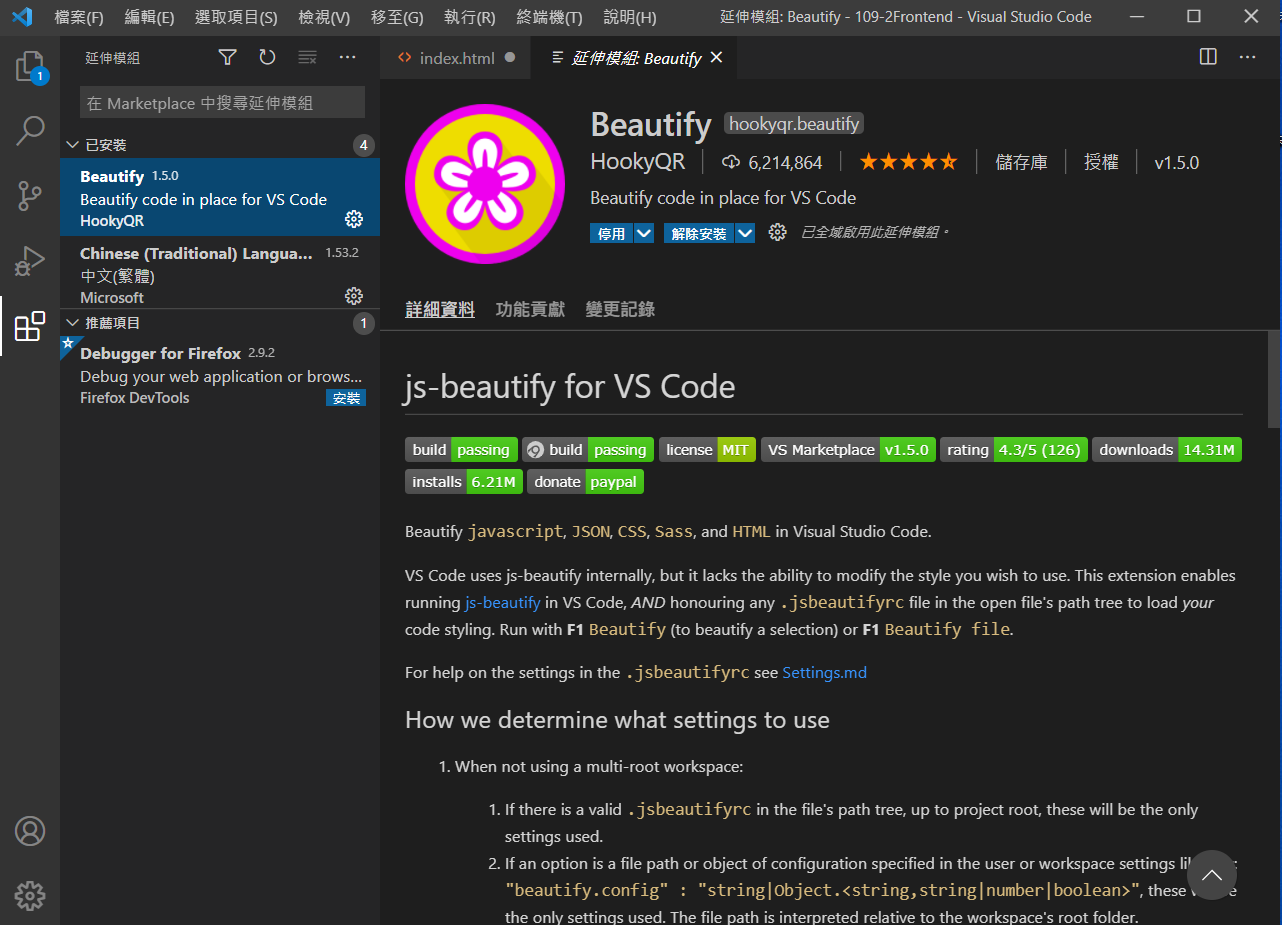 檔案(F) 編輯(E) 選取項目(S) 檢視(V) 移至(G) 執行(R) 終端機(T) 說明(H) 延伸模組: Beautify - 109-2Frontend - Visual Studio Code
延伸模組
index.html
延伸模組: Beautify
1
在 Marketplace 中搜尋延伸模組
已安裝 4
Beautify 1.5.0
Beautify code in place for VS Code
HookyQR
Chinese (Traditional) Langua... 1.53.2
中文(繁體)
Microsoft
推薦項目 1
Debugger for Firefox 2.9.2
Debug your web application or brows...
Firefox DevTools 安裝
Beautify hookyqr.beautify
HookyQR 6,214,864 儲存庫 授權 v1.5.0
Beautify code in place for VS Code
停用 解除安裝 已全域啟用此延伸模組。
詳細資料 功能貢獻 變更記錄
js-beautify for VS Code
build passing build passing license MIT VS Marketplace v1.5.0 rating 4.3/5 (126) downloads 14.31M
installs 6.21M donate paypal
Beautify javascript, JSON, CSS, Sass, and HTML in Visual Studio Code.
VS Code uses js-beautify internally, but it lacks the ability to modify the style you wish to use. This extension enables
running js-beautify in VS Code, AND honouring any .jsbeautifyrc file in the open file's path tree to load your
code styling. Run with F1 Beautify (to beautify a selection) or F1 Beautify file.
For help on the settings in the .jsbeautifyrc see Settings.md
How we determine what settings to use
1. When not using a multi-root workspace:
1. If there is a valid .jsbeautifyrc in the file's path tree, up to project root, these will be the only
settings used.
2. If an option is a file path or object of configuration specified in the user or workspace settings
"beautify.config" : "string|Object.<string,string|number|boolean>", these
the only settings used. The file path is interpreted relative to the workspace's root folder.